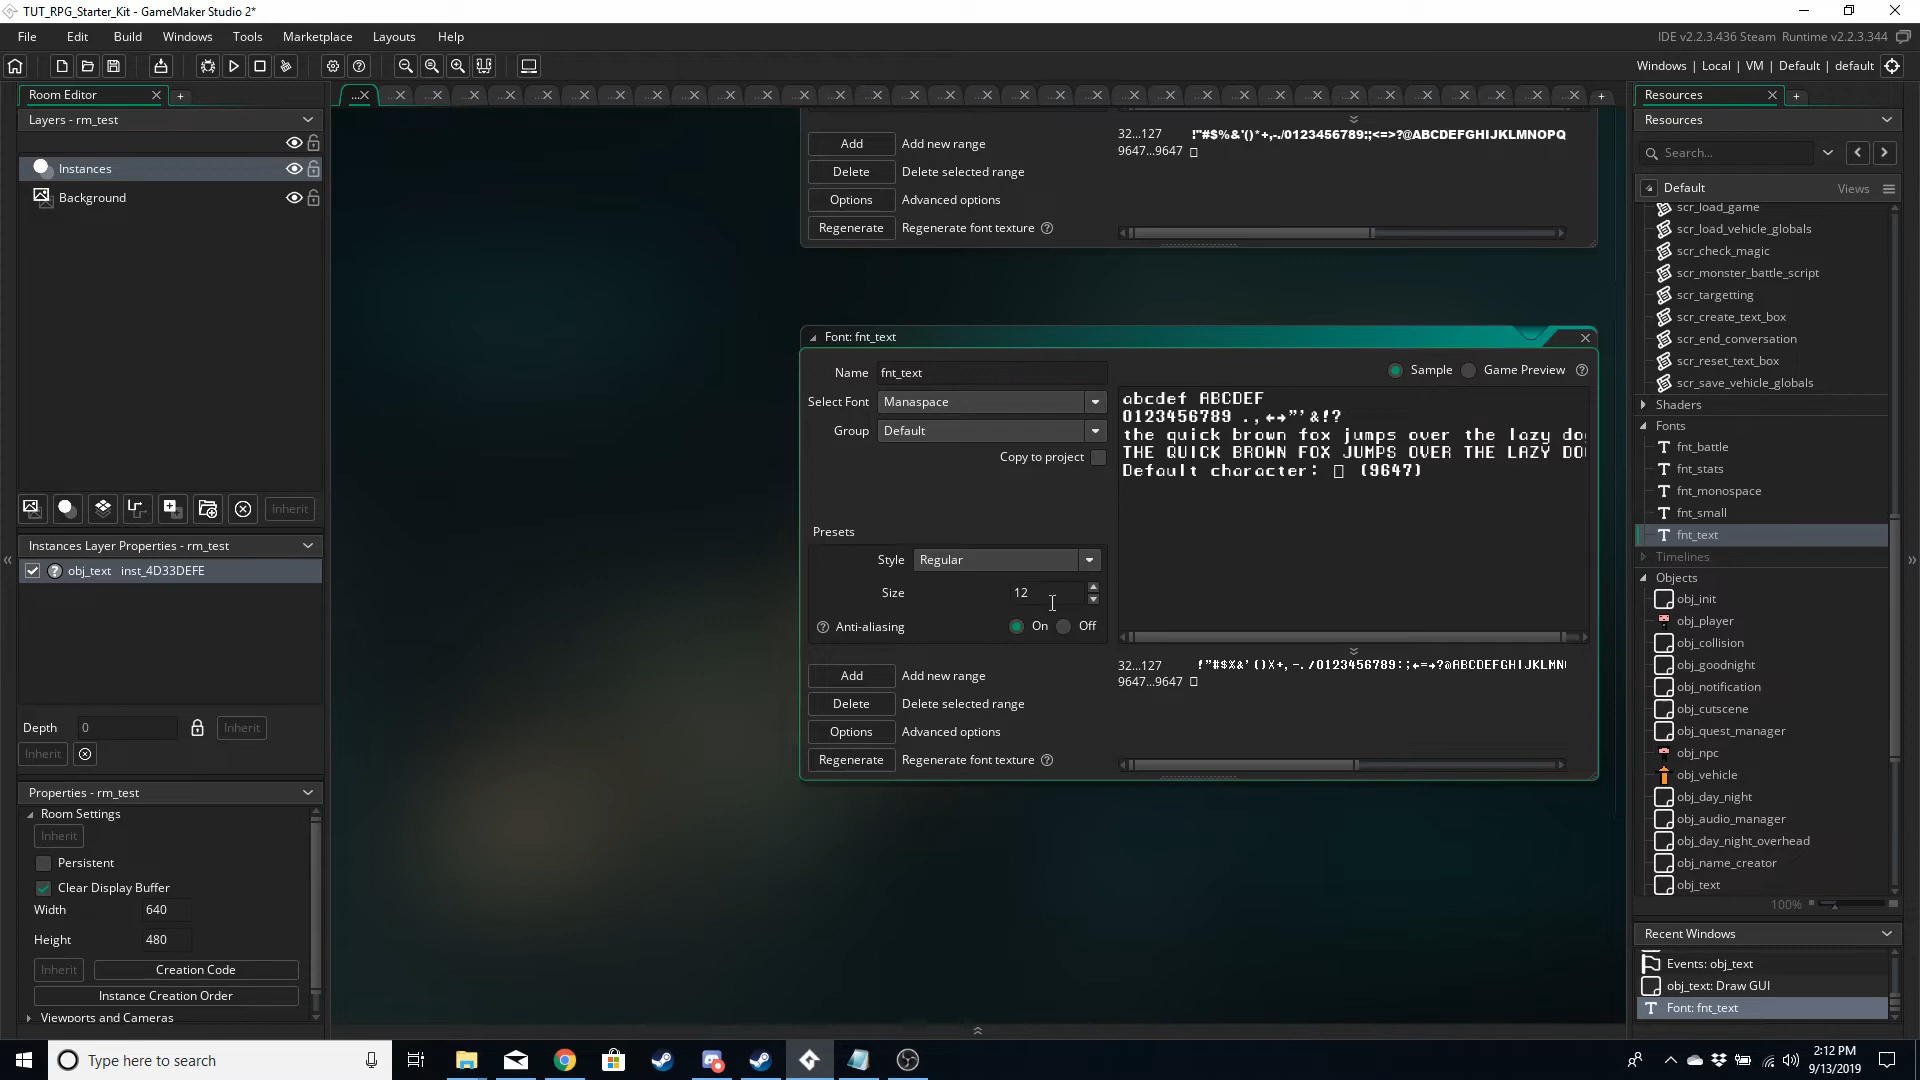 TUT_RPG_Starter_Kit - GameMaker Studio 2*
File Edit Build Windows Tools Marketplace Layouts Help
IDE v2.2.3.436 Steam Runtime v2.2.3.344
Windows | Local | VM | Default | default
Room Editor
Layers - rm_test
Instances
Background
Inherit
Instances Layer Properties - rm_test
obj_text inst_4D33DEFE
Depth 0 Inherit
Inherit
Properties - rm_test
Room Settings
Inherit
Persistent
Clear Display Buffer
Width 640
Height 480
Inherit Creation Code
Instance Creation Order
Viewports and Cameras
Add Add new range
Delete Delete selected range
Options Advanced options
Regenerate Regenerate font texture
32...127 !"#$%&'()*+,-./0123456789:;<=>?@ABCDEFGHIJKLMNOPQ
9647...9647 ▯
Font: fnt_text
Name fnt_text
Select Font Manaspace
Group Default
Copy to project
Sample Game Preview
abcdef ABCDEF
0123456789 .,←→"'&!?
the quick brown fox jumps over the lazy do
THE QUICK BROWN FOX JUMPS OVER THE LAZY DO
Default character: ▯ (9647)
Presets
Style Regular
Size 12
Anti-aliasing On Off
Add Add new range
Delete Delete selected range
Options Advanced options
Regenerate Regenerate font texture
32...127 !"#$%&'()X+,-./0123456789:;←=→?@ABCDEFGHIJKLMN
9647...9647 ▯
Resources
Resources
Search...
Default Views
scr_load_game
scr_load_vehicle_globals
scr_check_magic
scr_monster_battle_script
scr_targetting
scr_create_text_box
scr_end_conversation
scr_reset_text_box
scr_save_vehicle_globals
Shaders
Fonts
fnt_battle
fnt_stats
fnt_monospace
fnt_small
fnt_text
Timelines
Objects
obj_init
obj_player
obj_collision
obj_goodnight
obj_notification
obj_cutscene
obj_quest_manager
obj_npc
obj_vehicle
obj_day_night
obj_audio_manager
obj_day_night_overhead
obj_name_creator
obj_text
100%
Recent Windows
Events: obj_text
obj_text: Draw GUI
Font: fnt_text
Type here to search
2:12 PM
9/13/2019